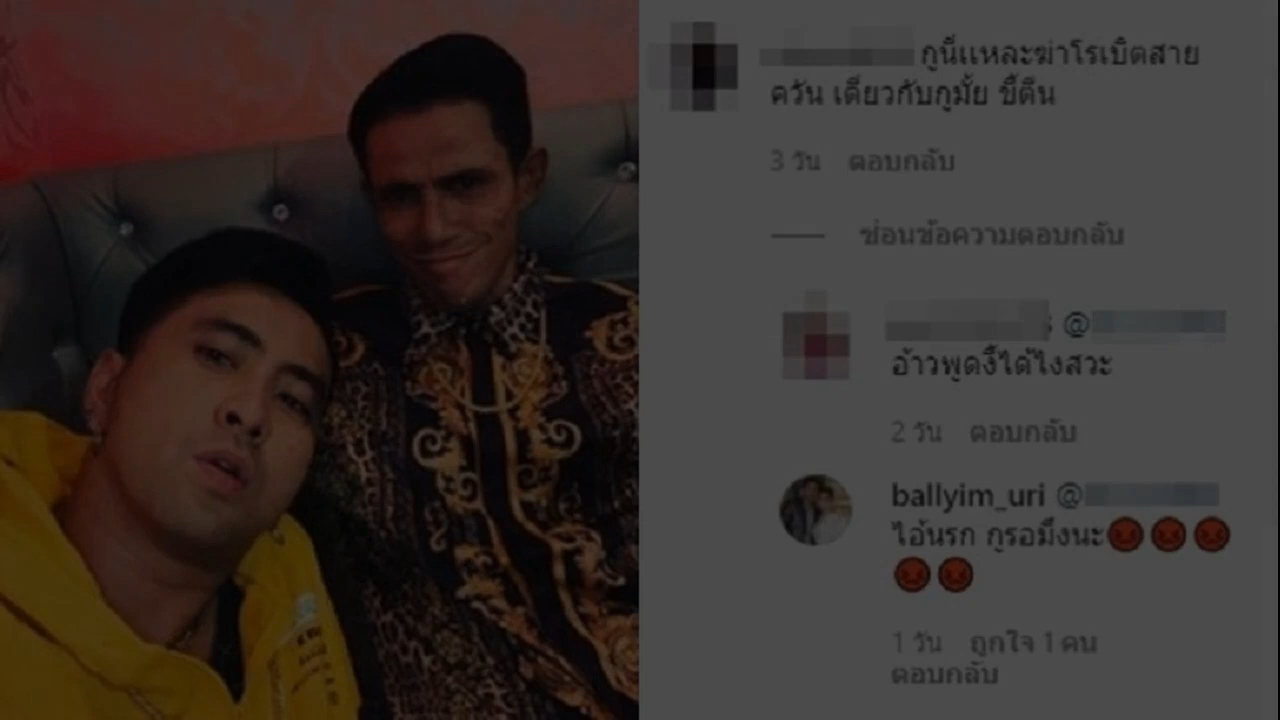 กูนี่แหละฆ่าโรเบิตสาย
ควัน เดี๋ยวกับกูมั้ย ขี้ตีน
3 วัน ตอบกลับ
ซ่อนข้อความตอบกลับ
@
อ้าวพูดงี้ได้ไงสวะ
2 วัน ตอบกลับ
ballyim_uri @
ไอ้นรก กูรอมึงนะ😡😡😡
😡😡
1 วัน ถูกใจ 1 คน
ตอบกลับ